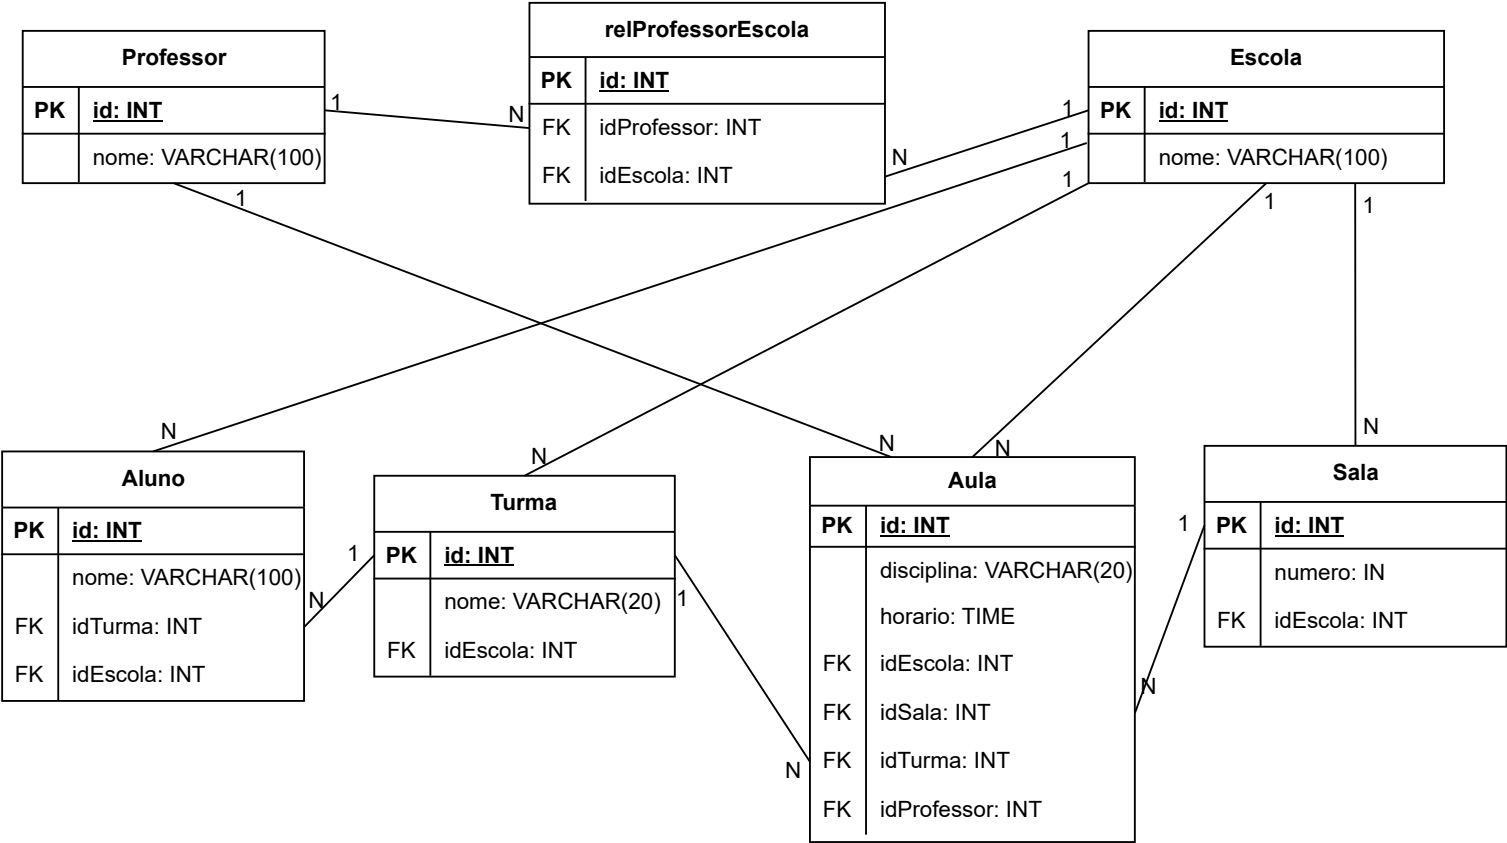 Professor
PK id: INT
nome: VARCHAR(100)
relProfessorEscola
PK id: INT
FK idProfessor: INT
FK idEscola: INT
Escola
PK id: INT
nome: VARCHAR(100)
1
N
1
N
1
1
1
1
1
N
N
N
N
N
Aluno
PK id: INT
nome: VARCHAR(100)
FK idTurma: INT
FK idEscola: INT
1
N
Turma
PK id: INT
nome: VARCHAR(20)
FK idEscola: INT
1
N
Aula
PK id: INT
disciplina: VARCHAR(20)
horario: TIME
FK idEscola: INT
FK idSala: INT
FK idTurma: INT
FK idProfessor: INT
1
N
Sala
PK id: INT
numero: IN
FK idEscola: INT